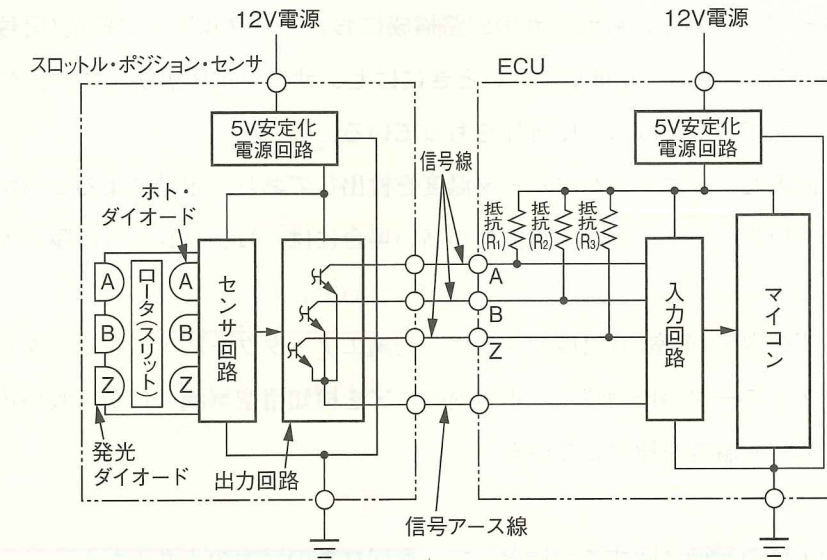 12V電源
12V電源
スロットル・ポジション・センサ
ECU
5V安定化
電源回路
5V安定化
電源回路
信号線
ホト・
ダイオード
抵抗
(R₁)
抵抗
(R₂)
抵抗
(R₃)
A
B
Z
ロータ(スリット)
A
B
Z
センサ回路
A
B
Z
入力回路
マイコン
発光
ダイオード
出力回路
信号アース線